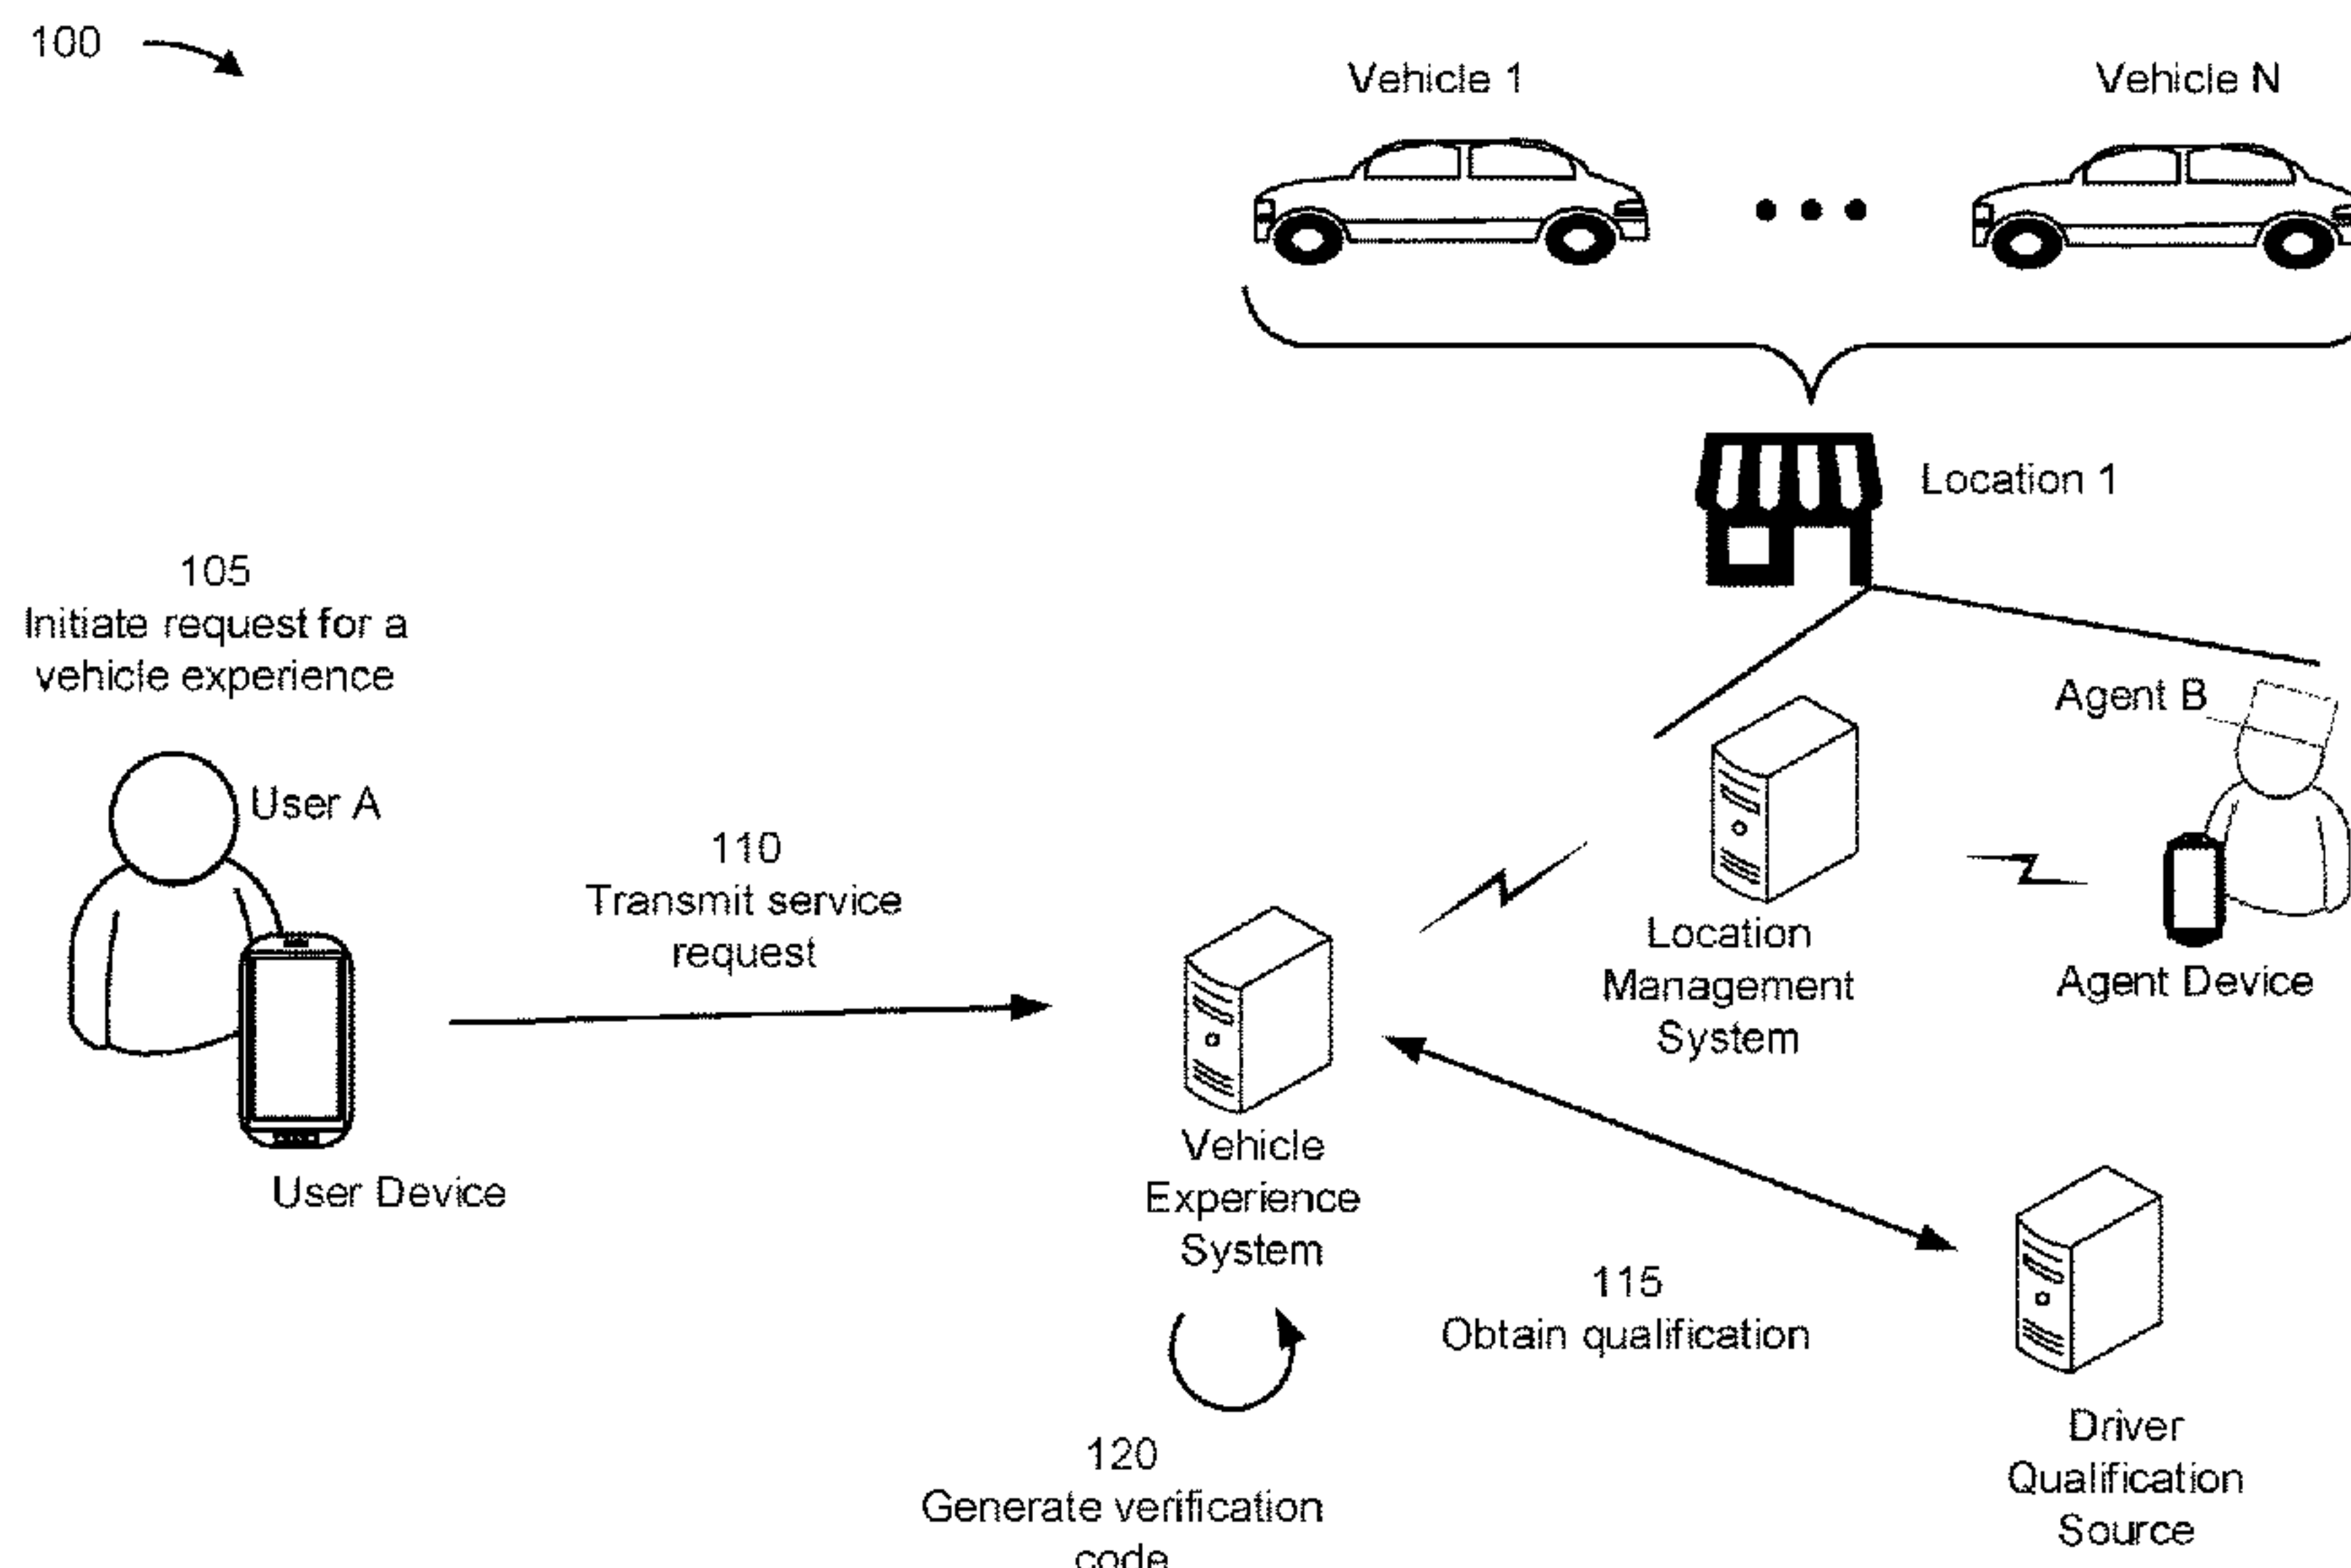 100
Vehicle 1
Vehicle N
Location 1
105
Initiate request for a
vehicle experience
User A
Agent B
110
Transmit service
request
Location
Management
System
Agent Device
User Device
Vehicle
Experience
System
115
Obtain qualification
Driver
Qualification
Source
120
Generate verification
code